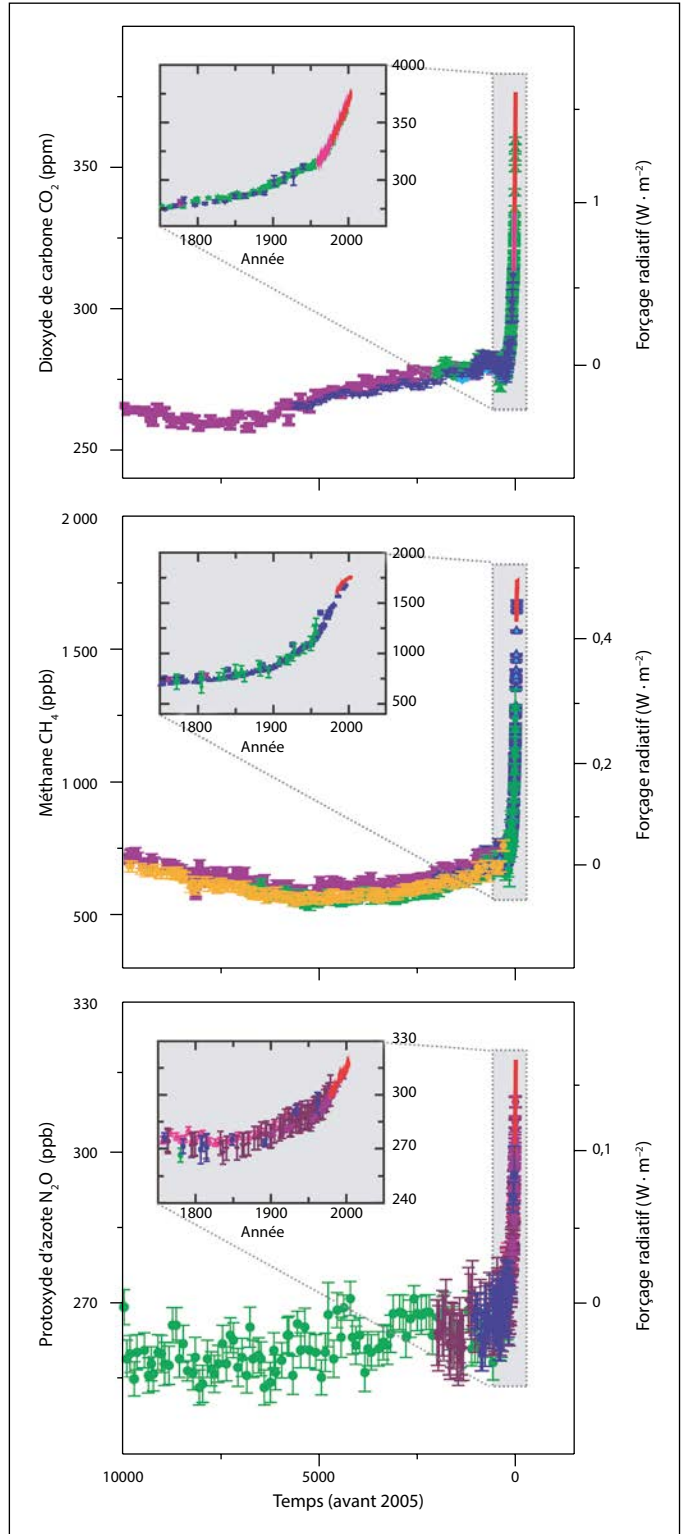 4000
350
300
1800 1900 2000
Année
Dioxyde de carbone CO₂ (ppm)
350
300
250
1
0
Forçage radiatif (W · m⁻²)
2000
1500
1000
500
1800 1900 2000
Année
Méthane CH₄ (ppb)
2 000
1 500
1 000
500
0,4
0,2
0
Forçage radiatif (W · m⁻²)
330
300
270
240
1800 1900 2000
Année
Protoxyde d'azote N₂O (ppb)
330
300
270
0,1
0
Forçage radiatif (W · m⁻²)
10000 5000 0
Temps (avant 2005)